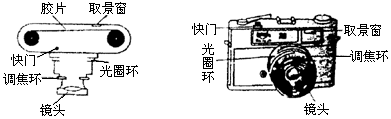 胶片 取景窗
快门
调焦环 光圈环
镜头
快门 取景窗
光圈环
调焦环
镜头